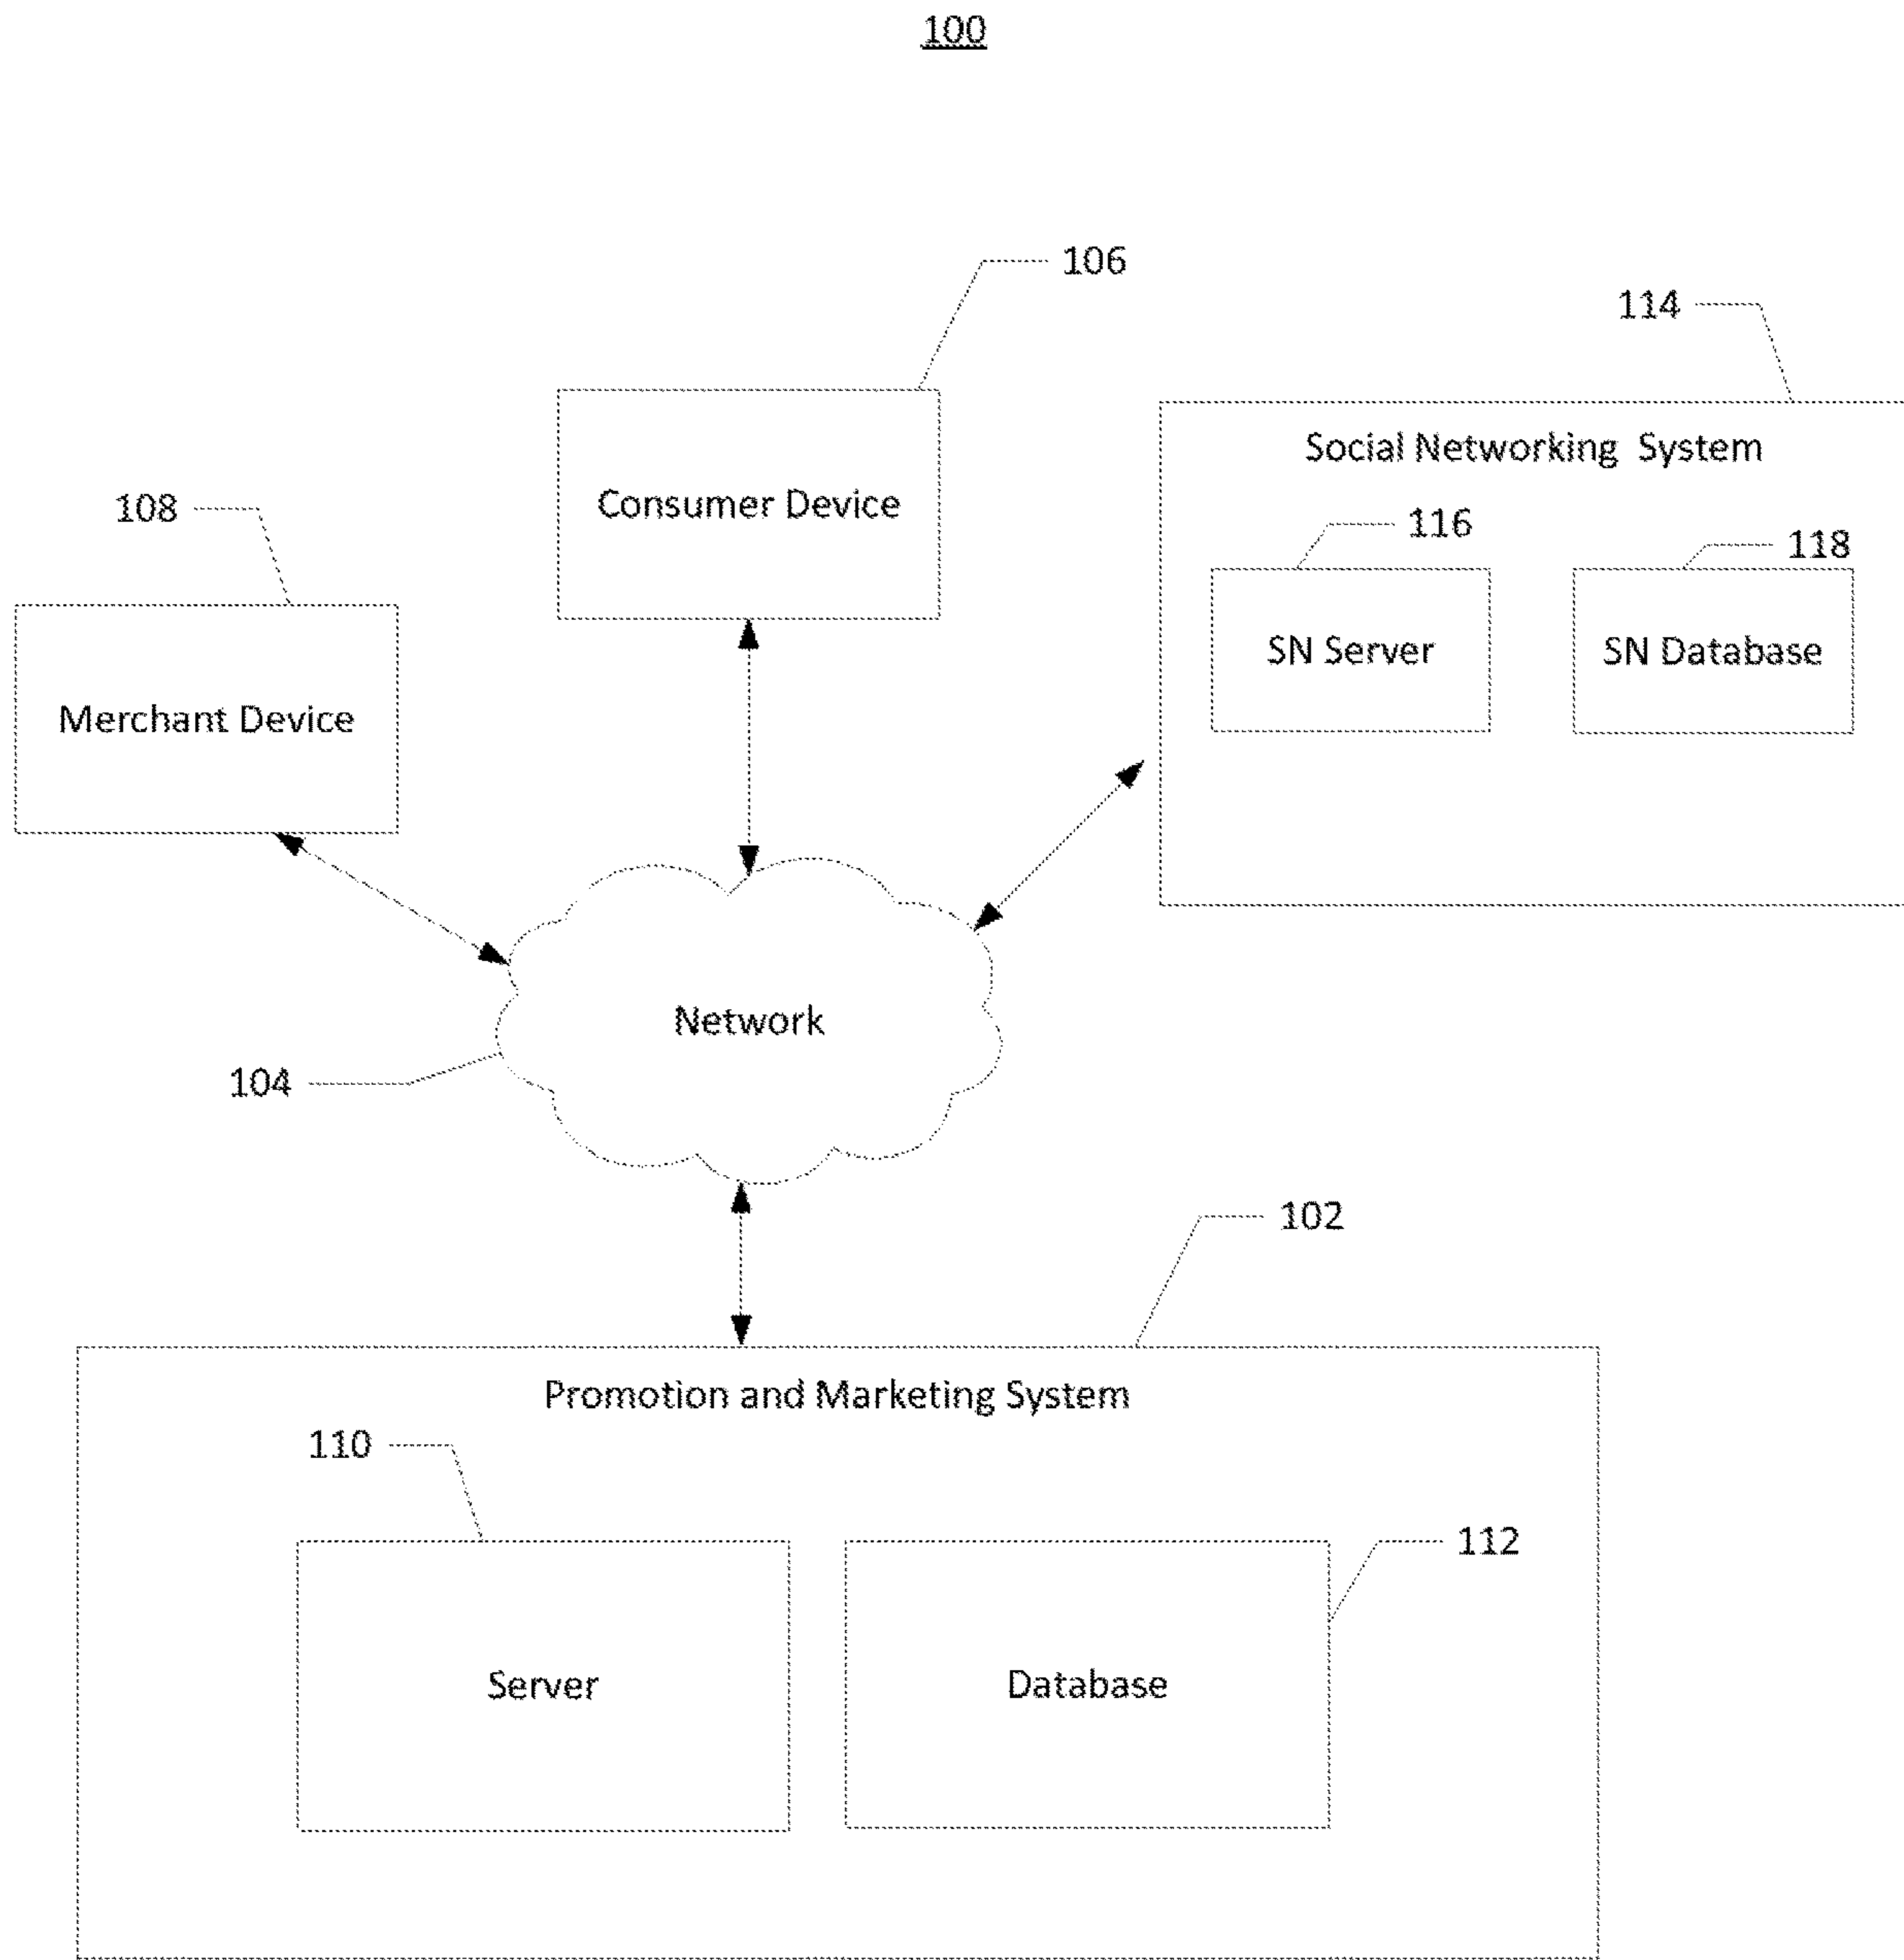 100
106
114
Social Networking System
108
Consumer Device
116
118
SN Server
SN Database
Merchant Device
Network
104
102
Promotion and Marketing System
110
112
Server
Database